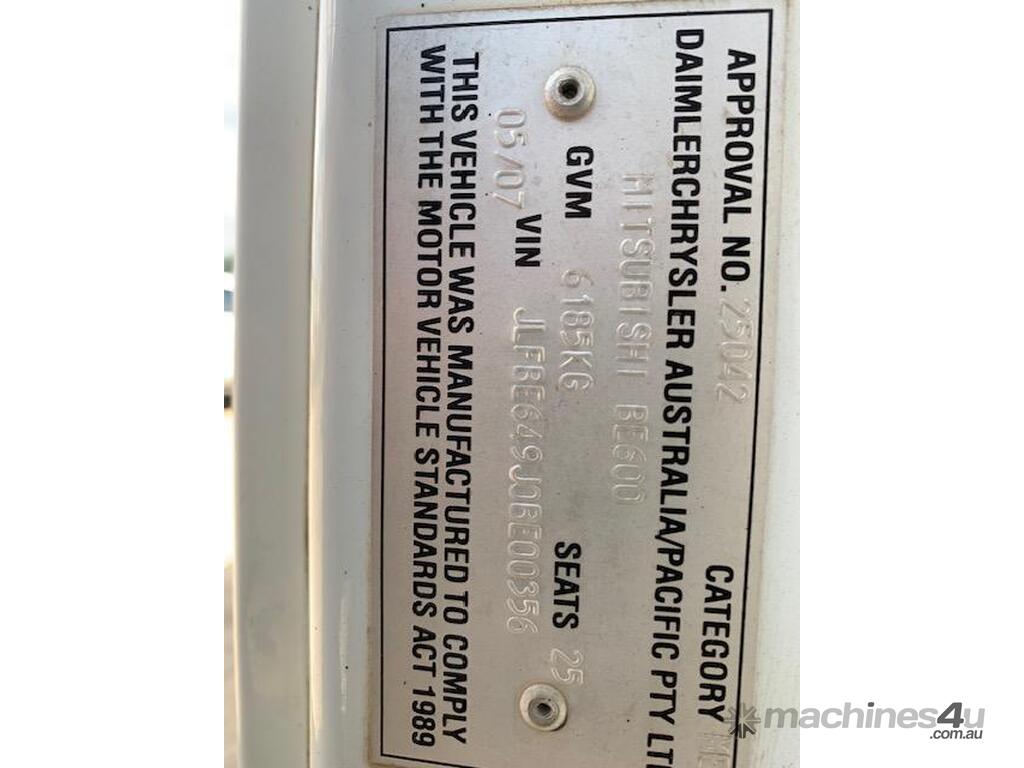 APPROVAL NO. 25042 CATEGORY
DAIMLERCHRYSLER AUSTRALIA/PACIFIC PTY LTD
MITSUBISHI BE600
GVM 6185KG SEATS 25
05/07 VIN JLFBE649J0BE00356
THIS VEHICLE WAS MANUFACTURED TO COMPLY
WITH THE MOTOR VEHICLE STANDARDS ACT 1989
machines4u
.com.au